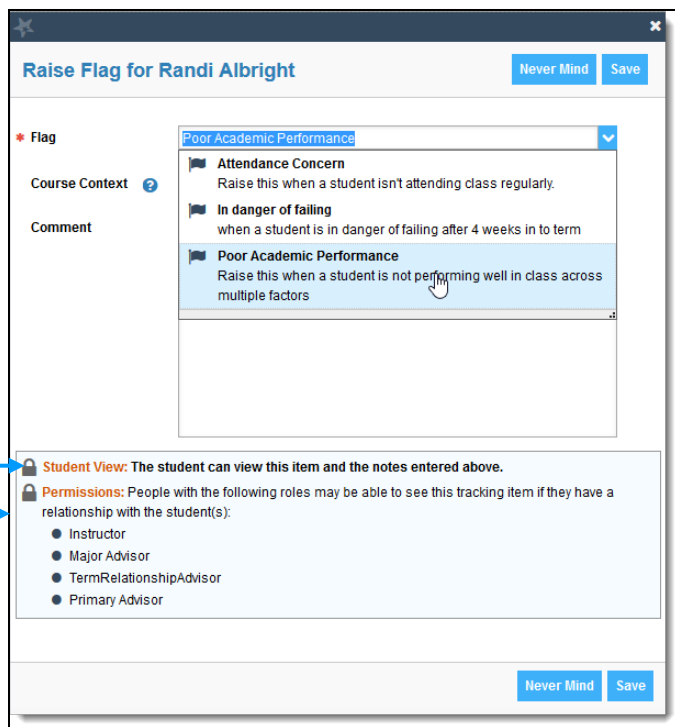 Raise Flag for Randi Albright
Never Mind Save
* Flag
Poor Academic Performance
Attendance Concern
Raise this when a student isn't attending class regularly.
Course Context ?
In danger of failing
when a student is in danger of failing after 4 weeks in to term
Comment
Poor Academic Performance
Raise this when a student is not performing well in class across
multiple factors
Student View: The student can view this item and the notes entered above.
Permissions: People with the following roles may be able to see this tracking item if they have a
relationship with the student(s):
Instructor
Major Advisor
TermRelationshipAdvisor
Primary Advisor
Never Mind Save